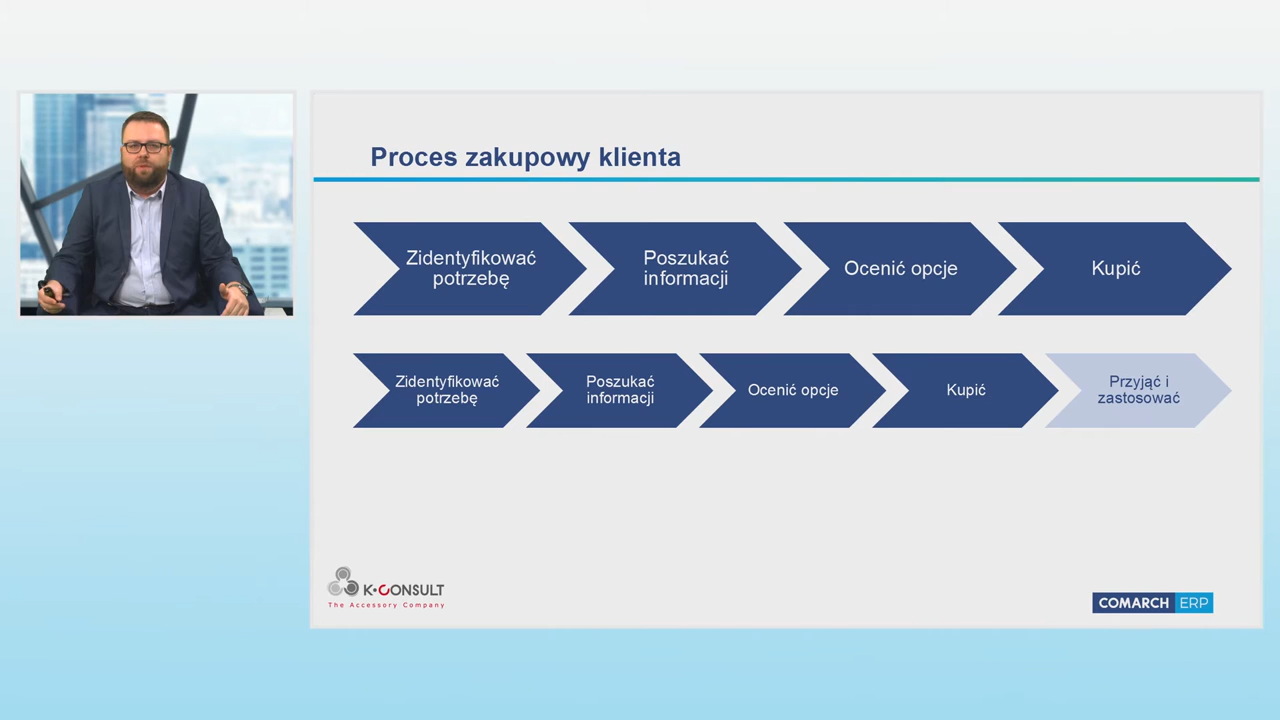 Proces zakupowy klienta
Zidentyfikować
potrzebę
Poszukać
informacji
Ocenić opcje
Kupić
Zidentyfikować
potrzebę
Poszukać
informacji
Ocenić opcje
Kupić
Przyjąć i
zastosować
K•CONSULT
The Accessory Company
COMARCH ERP